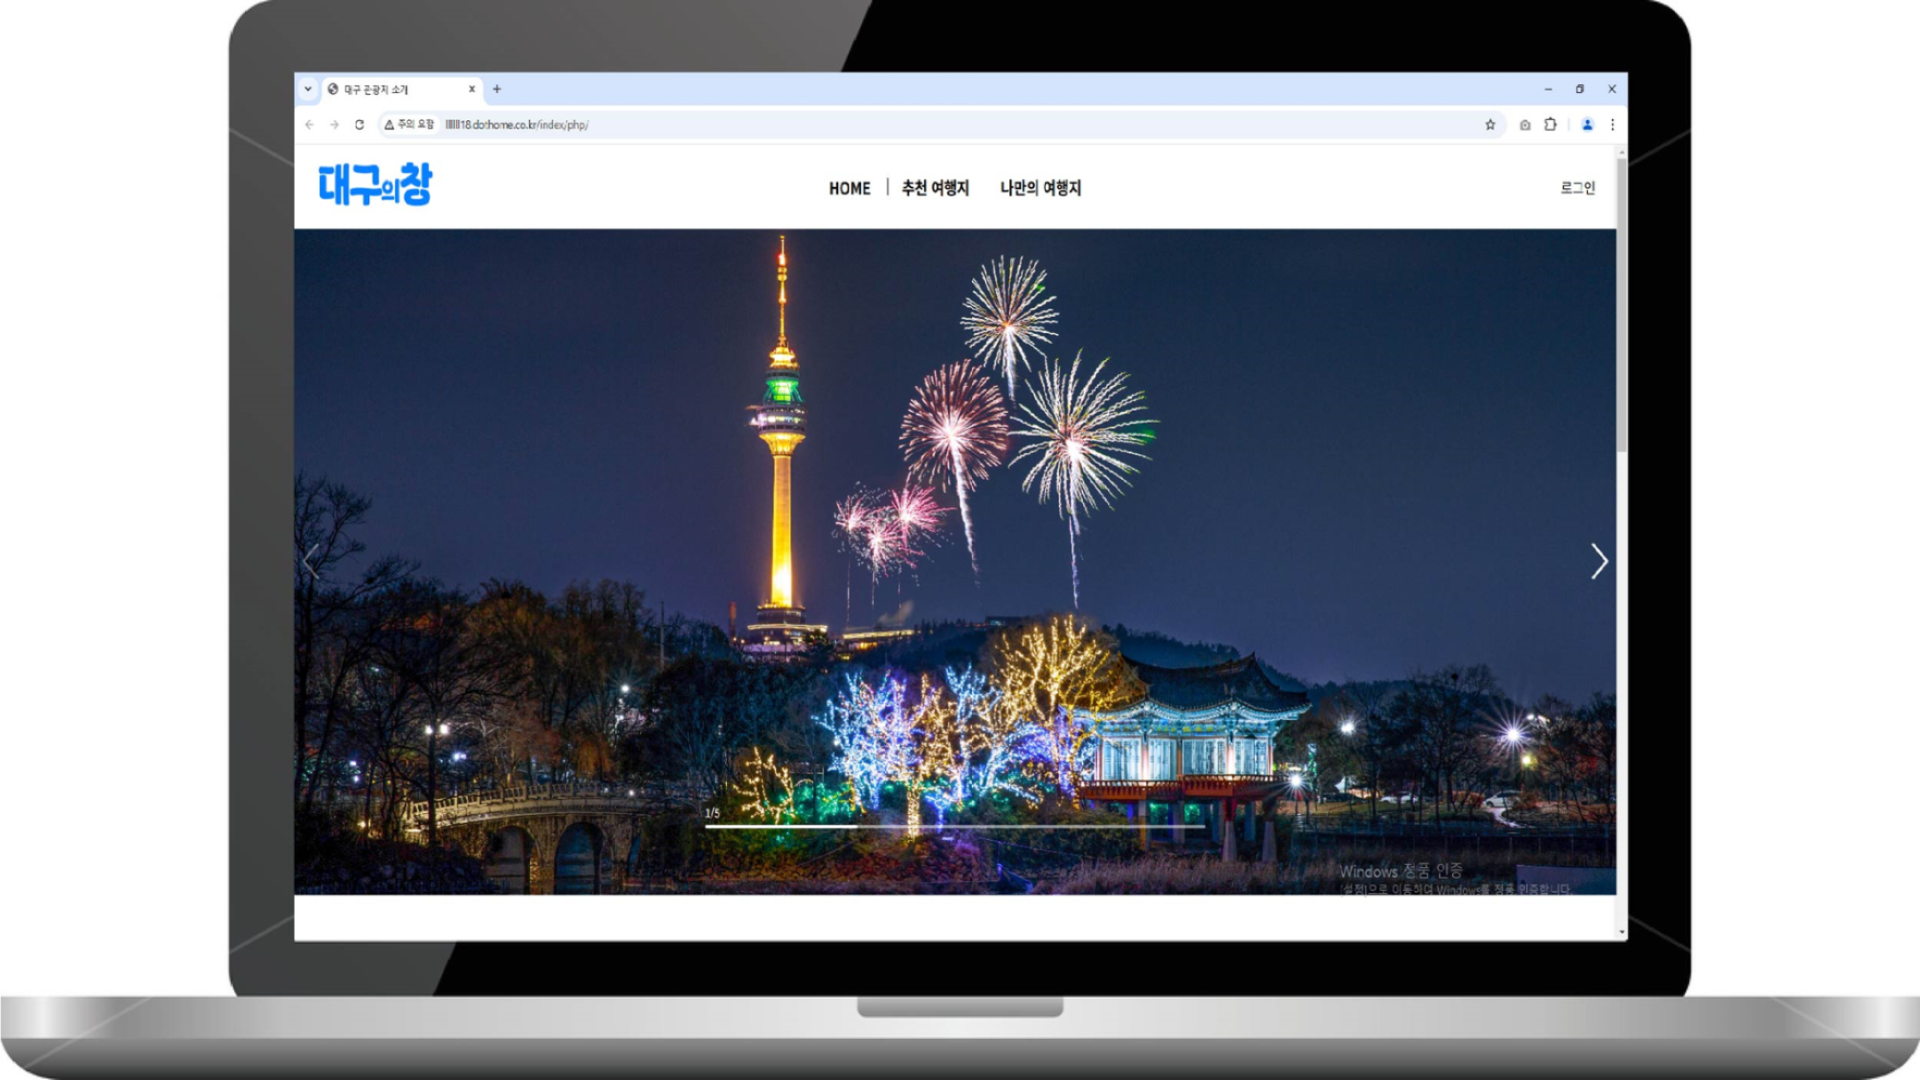 대구 관광지 소개
주의 요함
dothome.co.kr/index/php/
대구의창
HOME
추천 여행지
나만의 여행지
로그인
1/5
Windows 정품 인증
[설정]으로 이동하여 Windows를 정품 인증합니다.